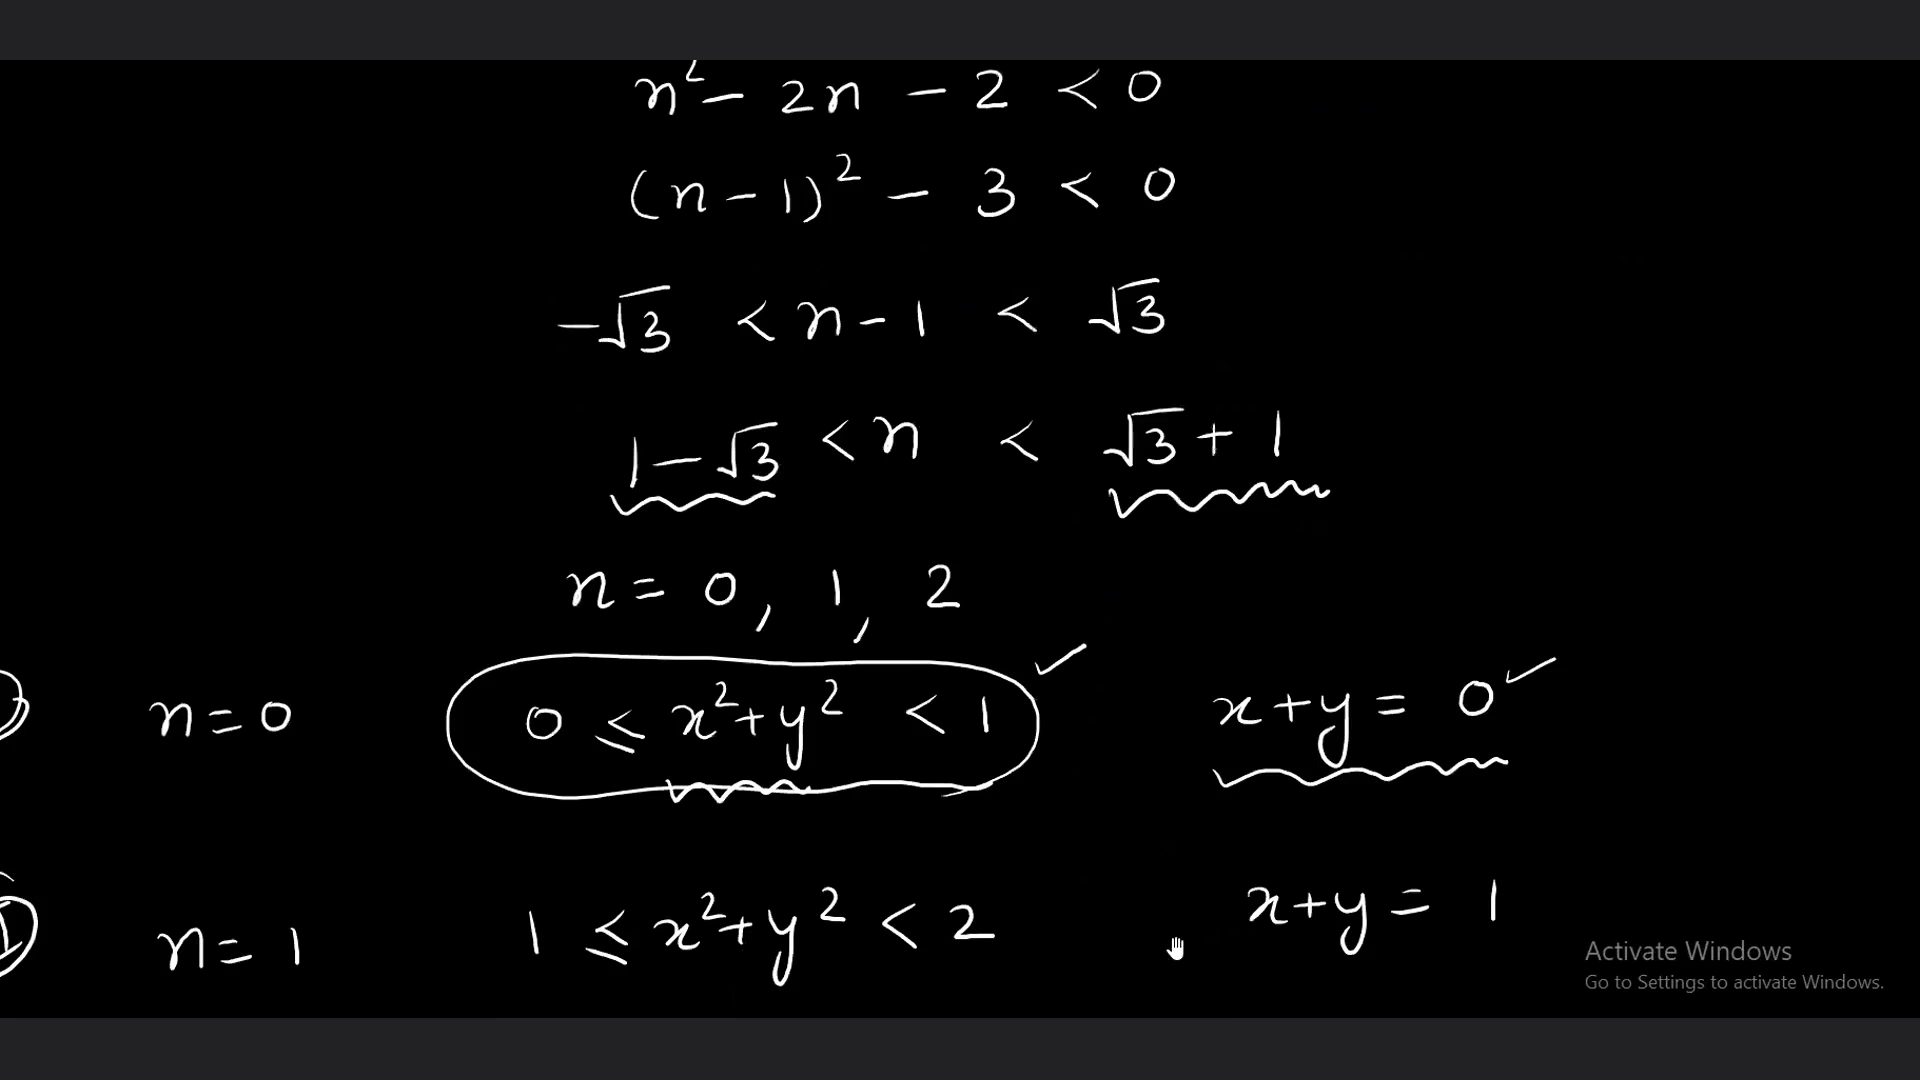 n² - 2n - 2 < 0
(n - 1)² - 3 < 0
-√3 < n - 1 < √3
1 - √3 < n < √3 + 1
n = 0, 1, 2
n = 0 0 ≤ x² + y² < 1 ✓ x + y = 0 ✓
n = 1 1 ≤ x² + y² < 2 x + y = 1
Activate Windows
Go to Settings to activate Windows.